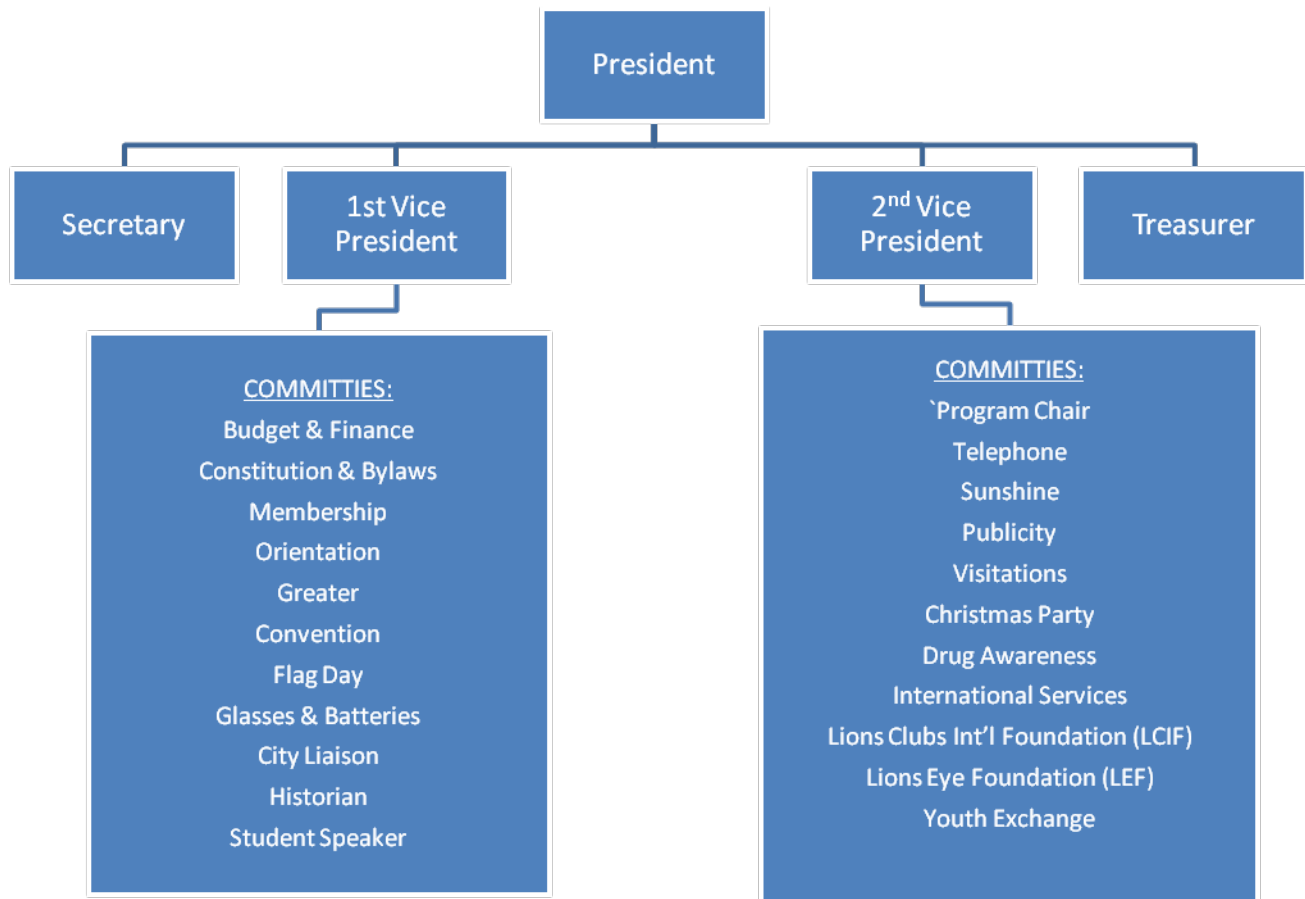 President
Secretary
1st Vice
President
2nd Vice
President
Treasurer
COMMITTIES:
Budget & Finance
Constitution & Bylaws
Membership
Orientation
Greater
Convention
Flag Day
Glasses & Batteries
City Liaison
Historian
Student Speaker
COMMITTIES:
`Program Chair
Telephone
Sunshine
Publicity
Visitations
Christmas Party
Drug Awareness
International Services
Lions Clubs Int’l Foundation (LCIF)
Lions Eye Foundation (LEF)
Youth Exchange